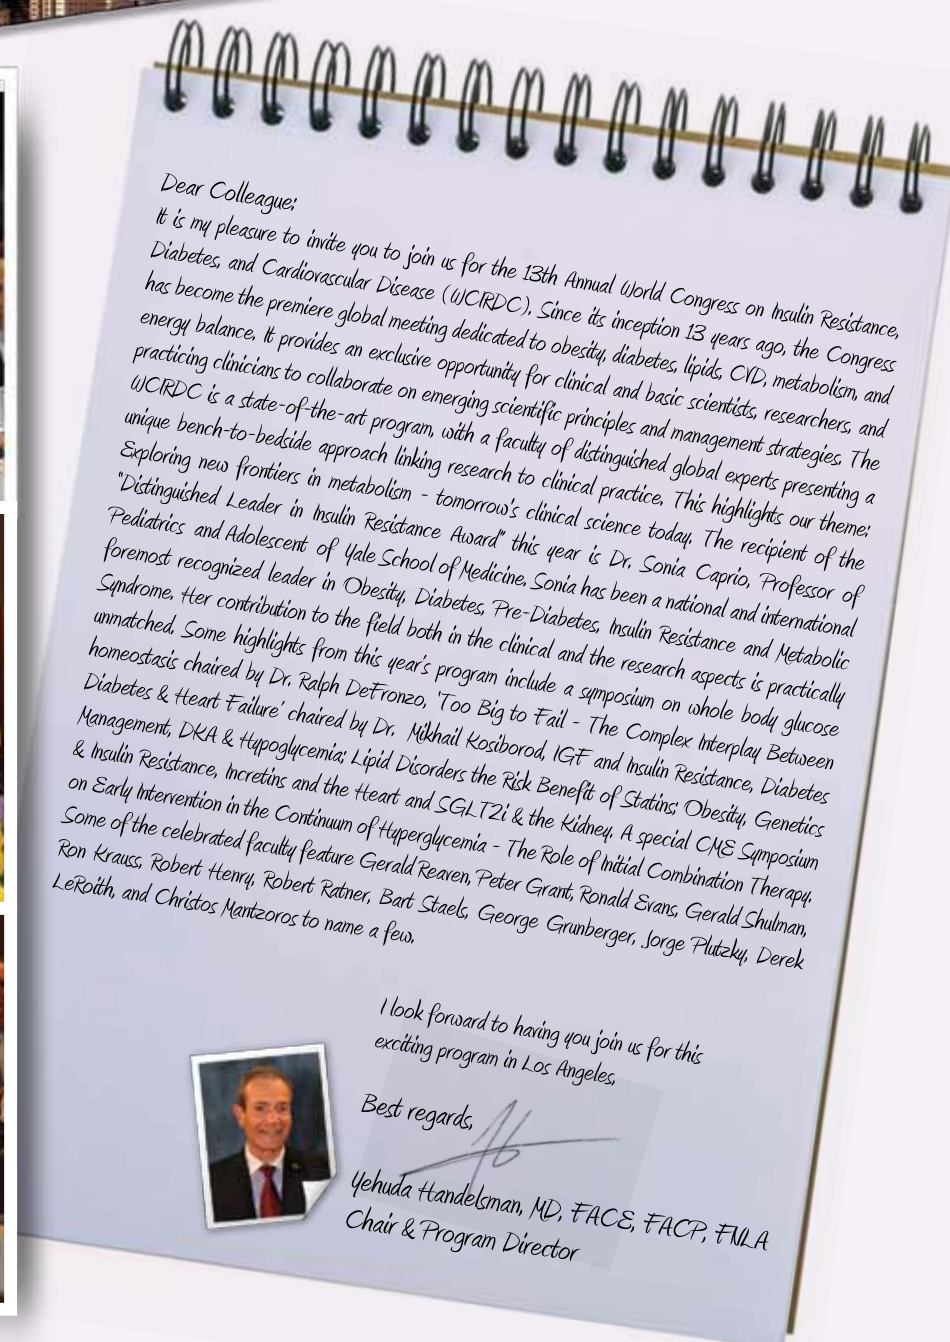 Dear Colleague:
It is my pleasure to invite you to join us for the 13th Annual World Congress on Insulin Resistance,
Diabetes, and Cardiovascular Disease (WCIRDC). Since its inception 13 years ago, the Congress
has become the premiere global meeting dedicated to obesity, diabetes, lipids, CVD, metabolism, and
energy balance. It provides an exclusive opportunity for clinical and basic scientists, researchers, and
practicing clinicians to collaborate on emerging scientific principles and management strategies. The
WCIRDC is a state-of-the-art program, with a faculty of distinguished global experts presenting a
unique bench-to-bedside approach linking research to clinical practice. This highlights our theme:
Exploring new frontiers in metabolism - tomorrow's clinical science today. The recipient of the
"Distinguished Leader in Insulin Resistance Award" this year is Dr. Sonia Caprio, Professor of
Pediatrics and Adolescent of Yale School of Medicine. Sonia has been a national and international
foremost recognized leader in Obesity, Diabetes, Pre-Diabetes, Insulin Resistance and Metabolic
Syndrome. Her contribution to the field both in the clinical and the research aspects is practically
unmatched. Some highlights from this year's program include a symposium on whole body glucose
homeostasis chaired by Dr. Ralph DeFronzo, 'Too Big to Fail - The Complex Interplay Between
Diabetes & Heart Failure' chaired by Dr. Mikhail Kosiborod, IGF and Insulin Resistance, Diabetes
Management, DKA & Hypoglycemia; Lipid Disorders the Risk Benefit of Statins; Obesity, Genetics
& Insulin Resistance, Incretins and the Heart and SGLT2i & the Kidney. A special CME Symposium
on Early Intervention in the Continuum of Hyperglycemia - The Role of Initial Combination Therapy.
Some of the celebrated faculty feature Gerald Reaven, Peter Grant, Ronald Evans, Gerald Shulman,
Ron Krauss, Robert Henry, Robert Ratner, Bart Staels, George Grunberger, Jorge Plutzky, Derek
LeRoith, and Christos Mantzoros to name a few.
I look forward to having you join us for this
exciting program in Los Angeles,
Best regards,
Yehuda Handelsman, MD, FACE, FACP, FNLA
Chair & Program Director